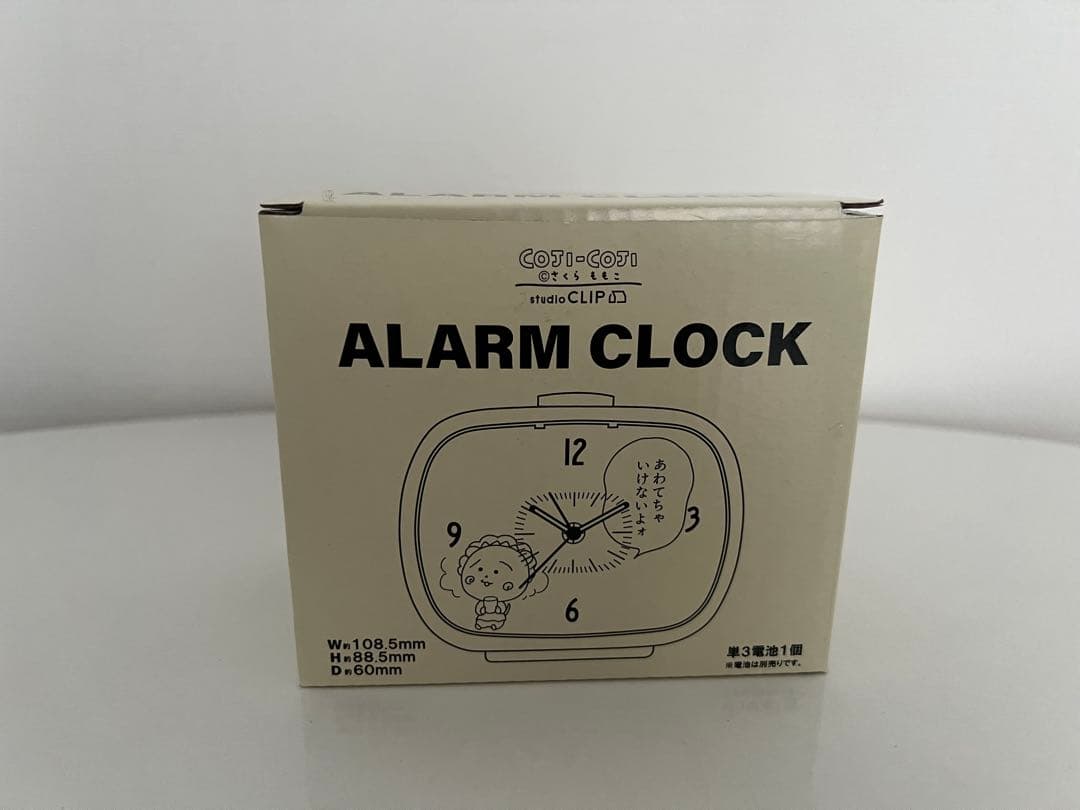 ALARM CLOCK
COJI-COJI
©さくら ももこ
studio CLIP
ALARM CLOCK
12
あわてちゃ
いけないよォ
9
3
6
W約108.5mm
H約88.5mm
D約60mm
単3電池1個
※電池は別売りです。